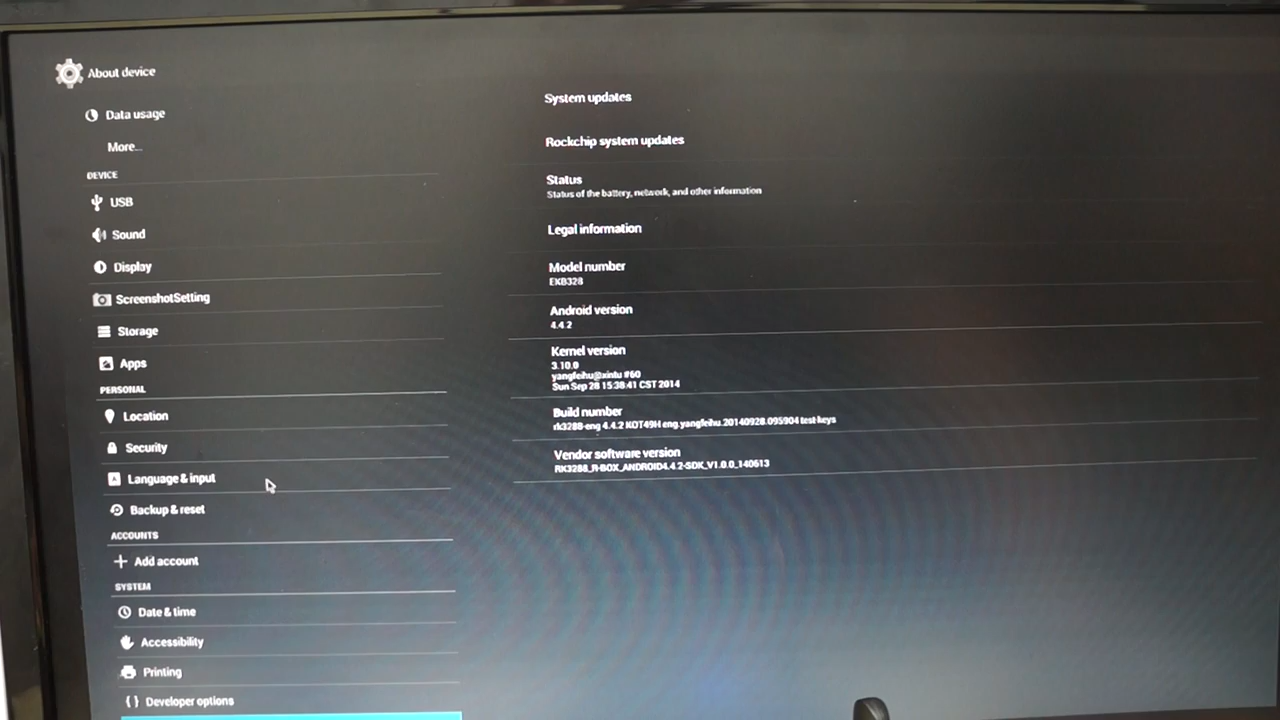 About device
Data usage
More...
DEVICE
USB
Sound
Display
ScreenshotSetting
Storage
Apps
PERSONAL
Location
Security
Language & input
Backup & reset
ACCOUNTS
Add account
SYSTEM
Date & time
Accessibility
Printing
{ } Developer options
System updates
Rockchip system updates
Status
Status of the battery, network, and other information
Legal information
Model number
EKB328
Android version
4.4.2
Kernel version
3.10.0
yangfeihu@xintu #60
Sun Sep 28 15:38:41 CST 2014
Build number
rk3288-eng 4.4.2 KOT49H eng.yangfeihu.20140928.095904 test-keys
Vendor software version
RK3288_R-BOX_ANDROID4.4.2-SDK_V1.0.0_140613